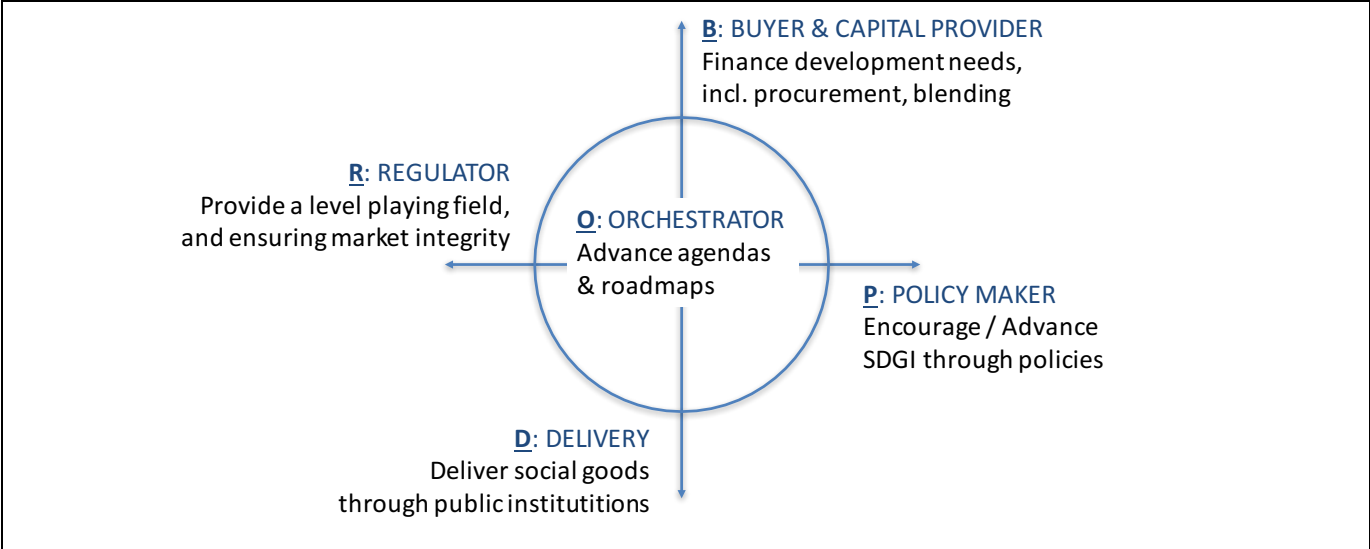 B: BUYER & CAPITAL PROVIDER
Finance development needs,
incl. procurement, blending
R: REGULATOR
Provide a level playing field,
and ensuring market integrity
O: ORCHESTRATOR
Advance agendas
& roadmaps
P: POLICY MAKER
Encourage / Advance
SDGI through policies
D: DELIVERY
Deliver social goods
through public institutitions